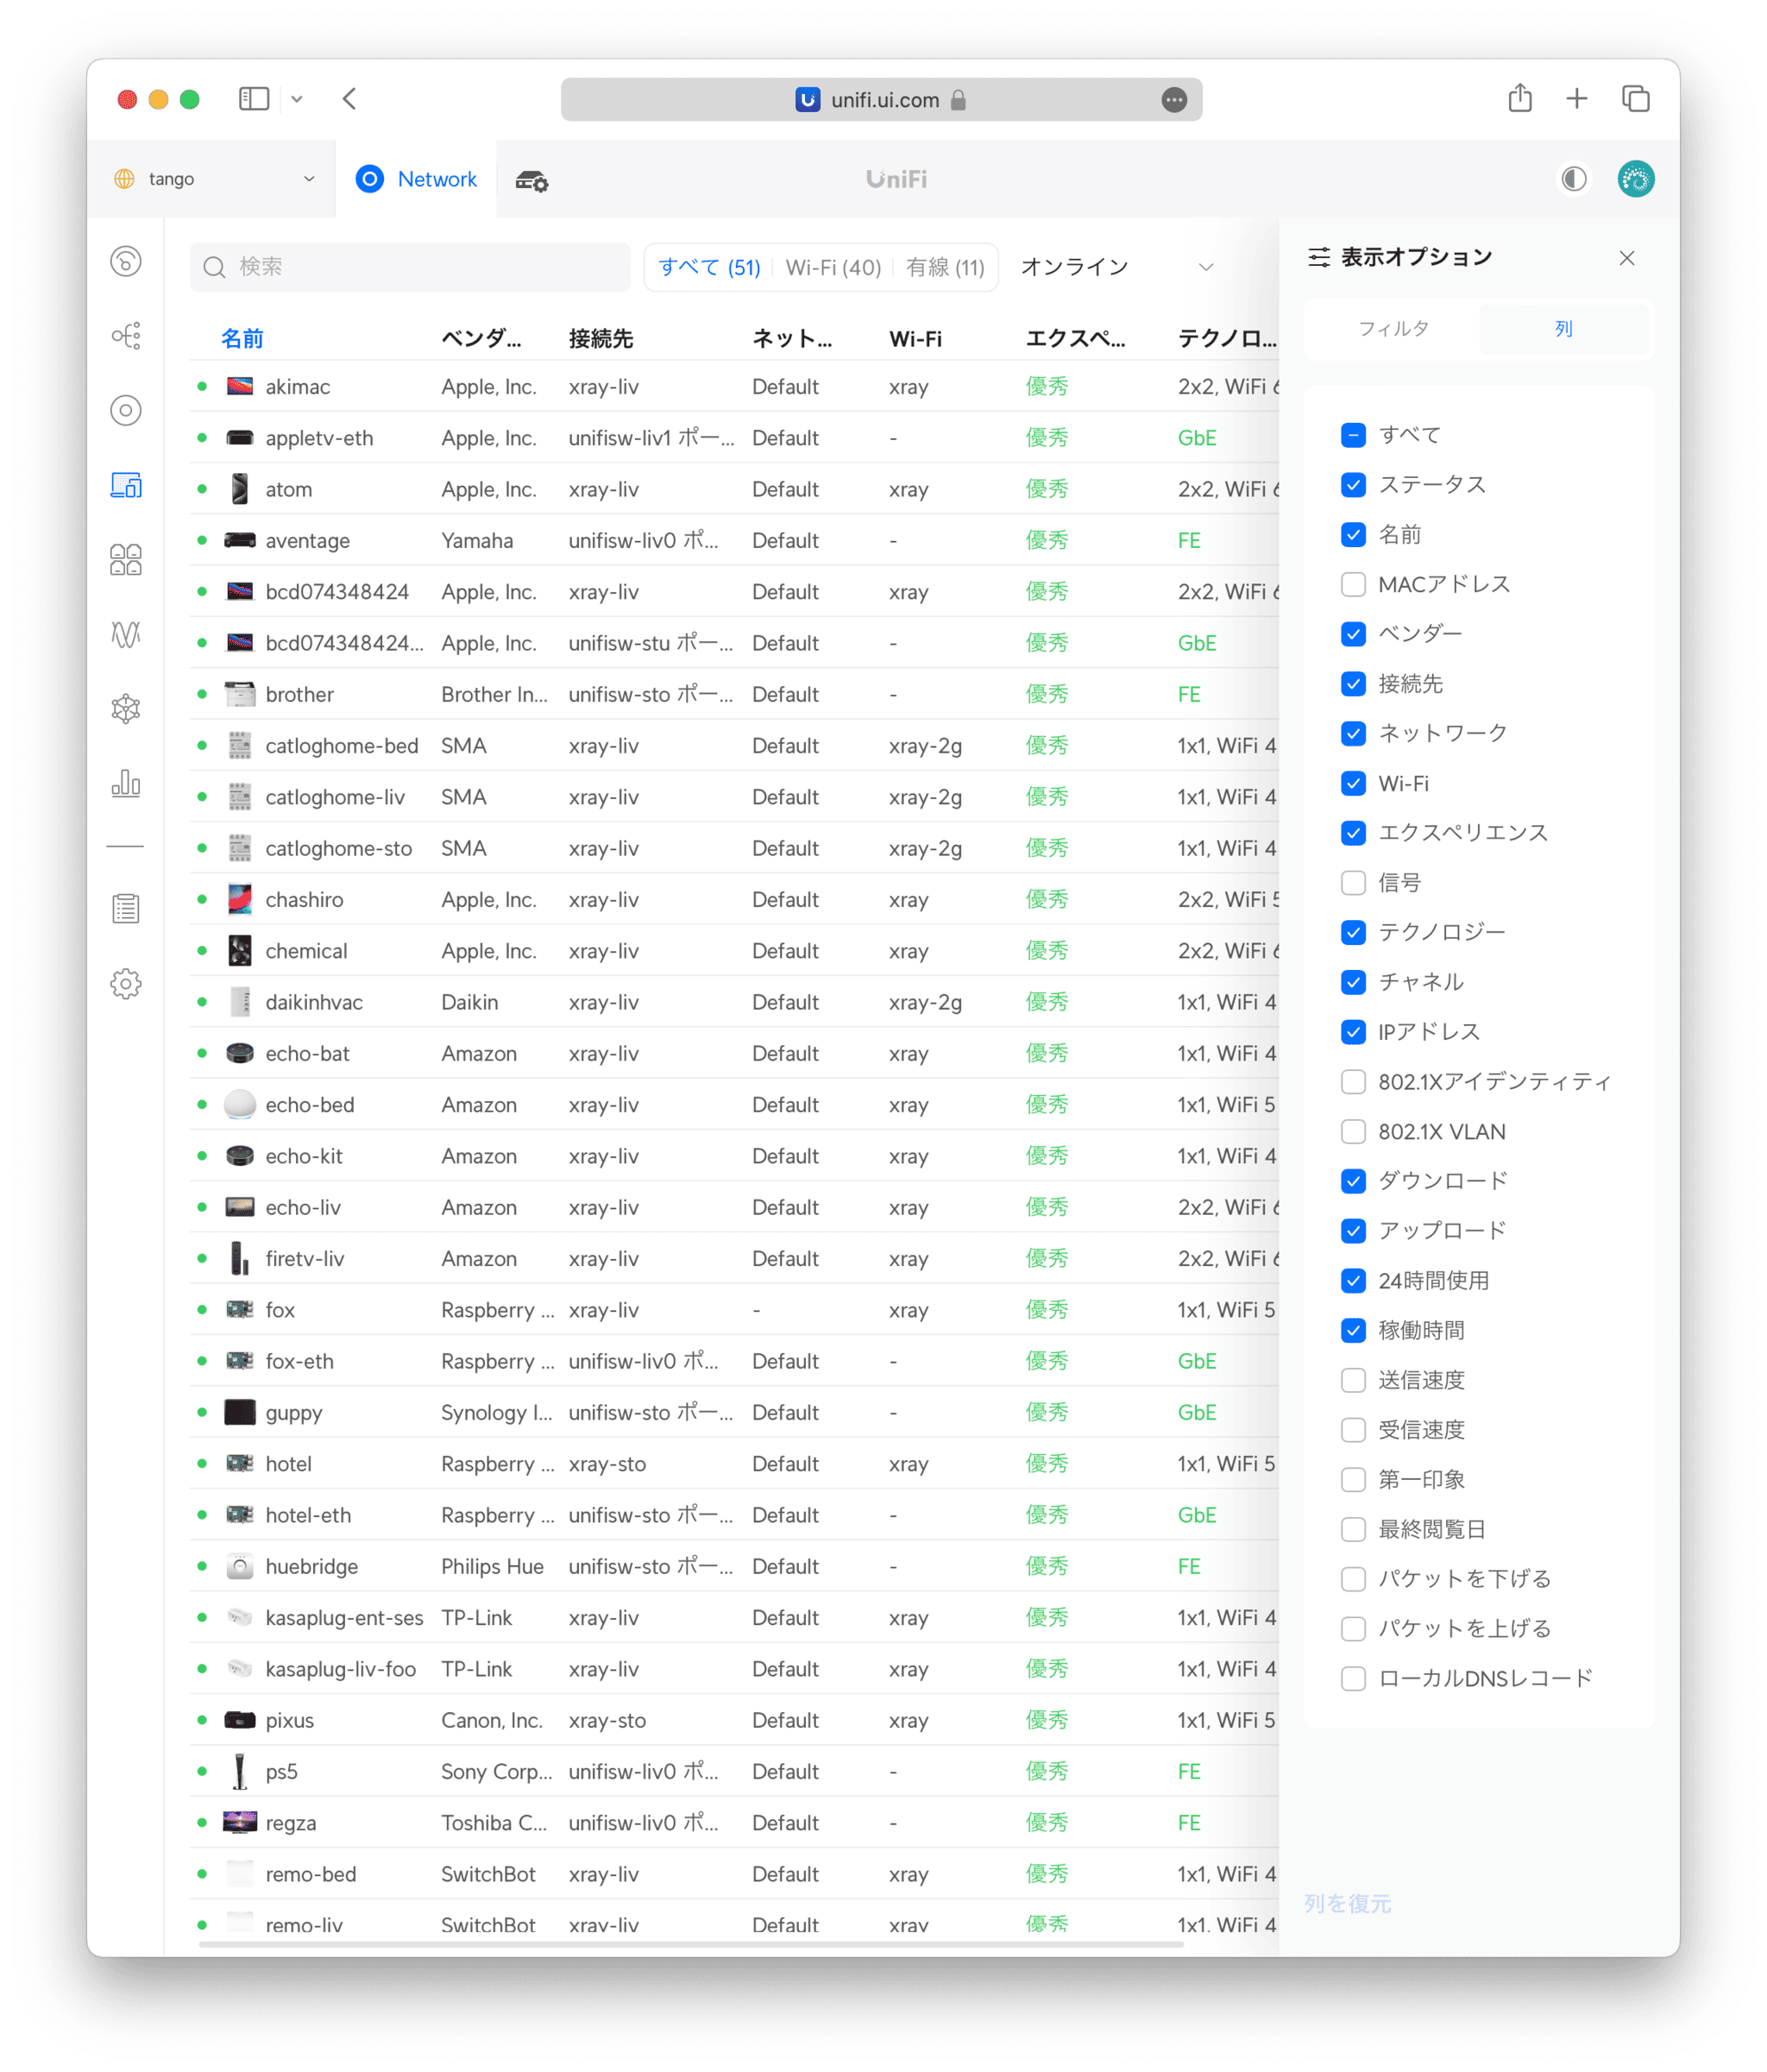 unifi.ui.com
tango Network UniFi
検索 すべて (51) Wi-Fi (40) 有線 (11) オンライン
名前 ベンダ... 接続先 ネット... Wi-Fi エクスペ... テクノロ...
akimac Apple, Inc. xray-liv Default xray 優秀 2x2, WiFi 6
appletv-eth Apple, Inc. unifisw-liv1 ポー... Default - 優秀 GbE
atom Apple, Inc. xray-liv Default xray 優秀 2x2, WiFi 6
aventage Yamaha unifisw-liv0 ポ... Default - 優秀 FE
bcd074348424 Apple, Inc. xray-liv Default xray 優秀 2x2, WiFi 6
bcd074348424... Apple, Inc. unifisw-stu ポー... Default - 優秀 GbE
brother Brother In... unifisw-sto ポー... Default - 優秀 FE
catloghome-bed SMA xray-liv Default xray-2g 優秀 1x1, WiFi 4
catloghome-liv SMA xray-liv Default xray-2g 優秀 1x1, WiFi 4
catloghome-sto SMA xray-liv Default xray-2g 優秀 1x1, WiFi 4
chashiro Apple, Inc. xray-liv Default xray 優秀 2x2, WiFi 5
chemical Apple, Inc. xray-liv Default xray 優秀 2x2, WiFi 6
daikinhvac Daikin xray-liv Default xray-2g 優秀 1x1, WiFi 4
echo-bat Amazon xray-liv Default xray 優秀 1x1, WiFi 4
echo-bed Amazon xray-liv Default xray 優秀 1x1, WiFi 5
echo-kit Amazon xray-liv Default xray 優秀 1x1, WiFi 4
echo-liv Amazon xray-liv Default xray 優秀 2x2, WiFi 6
firetv-liv Amazon xray-liv Default xray 優秀 2x2, WiFi 6
fox Raspberry ... xray-liv - xray 優秀 1x1, WiFi 5
fox-eth Raspberry ... unifisw-liv0 ポ... Default - 優秀 GbE
guppy Synology I... unifisw-sto ポー... Default - 優秀 GbE
hotel Raspberry ... xray-sto Default xray 優秀 1x1, WiFi 5
hotel-eth Raspberry ... unifisw-sto ポー... Default - 優秀 GbE
huebridge Philips Hue unifisw-sto ポー... Default - 優秀 FE
kasaplug-ent-ses TP-Link xray-liv Default xray 優秀 1x1, WiFi 4
kasaplug-liv-foo TP-Link xray-liv Default xray 優秀 1x1, WiFi 4
pixus Canon, Inc. xray-sto Default xray 優秀 1x1, WiFi 5
ps5 Sony Corp... unifisw-liv0 ポ... Default - 優秀 FE
regza Toshiba C... unifisw-liv0 ポ... Default - 優秀 FE
remo-bed SwitchBot xray-liv Default xray 優秀 1x1, WiFi 4
remo-liv SwitchBot xray-liv Default xray 優秀 1x1, WiFi 4
表示オプション
フィルタ 列
すべて
ステータス
名前
MACアドレス
ベンダー
接続先
ネットワーク
Wi-Fi
エクスペリエンス
信号
テクノロジー
チャネル
IPアドレス
802.1Xアイデンティティ
802.1X VLAN
ダウンロード
アップロード
24時間使用
稼働時間
送信速度
受信速度
第一印象
最終閲覧日
パケットを下げる
パケットを上げる
ローカルDNSレコード
列を復元